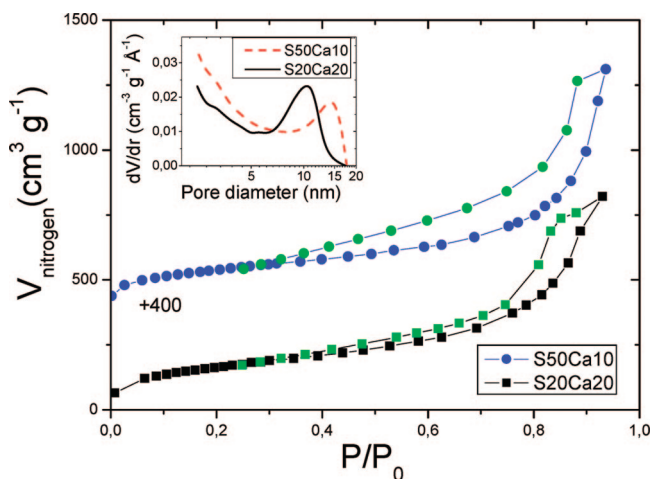 1500
1000
500
0
V_nitrogen (cm³ g⁻¹)
0,0
0,2
0,4
0,6
0,8
1,0
P/P₀
+400
S50Ca10
S20Ca20
S50Ca10
S20Ca20
0,03
0,02
0,01
0,00
dV/dr (cm⁻³ g⁻¹ Å⁻¹)
5
10
15
20
Pore diameter (nm)